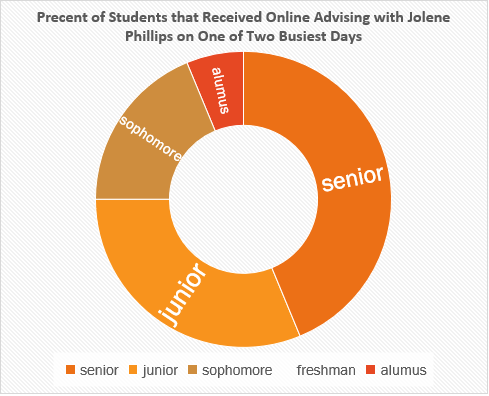 Precent of Students that Received Online Advising with Jolene
Phillips on One of Two Busiest Days
alumus
sophomore
senior
junior
senior junior sophomore freshman alumus